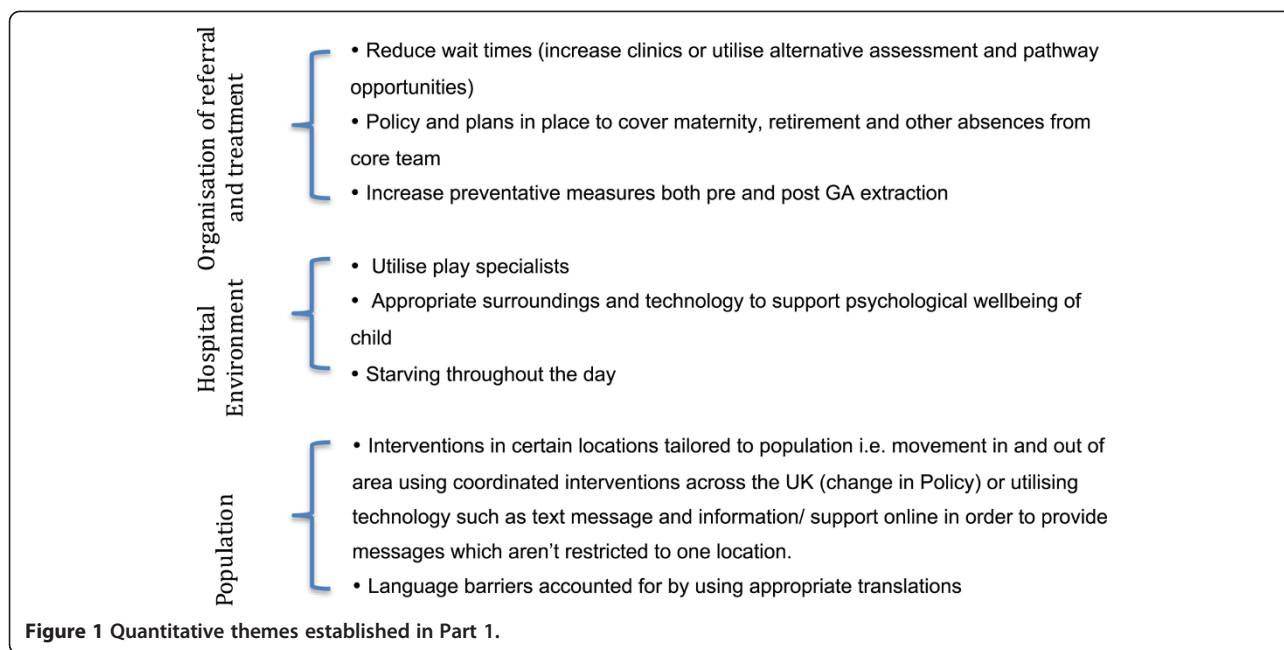 Organisation of referral
and treatment
• Reduce wait times (increase clinics or utilise alternative assessment and pathway
opportunities)
• Policy and plans in place to cover maternity, retirement and other absences from
core team
• Increase preventative measures both pre and post GA extraction
Hospital
Environment
• Utilise play specialists
• Appropriate surroundings and technology to support psychological wellbeing of
child
• Starving throughout the day
Population
• Interventions in certain locations tailored to population i.e. movement in and out of
area using coordinated interventions across the UK (change in Policy) or utilising
technology such as text message and information/ support online in order to provide
messages which aren’t restricted to one location.
• Language barriers accounted for by using appropriate translations
Figure 1 Quantitative themes established in Part 1.